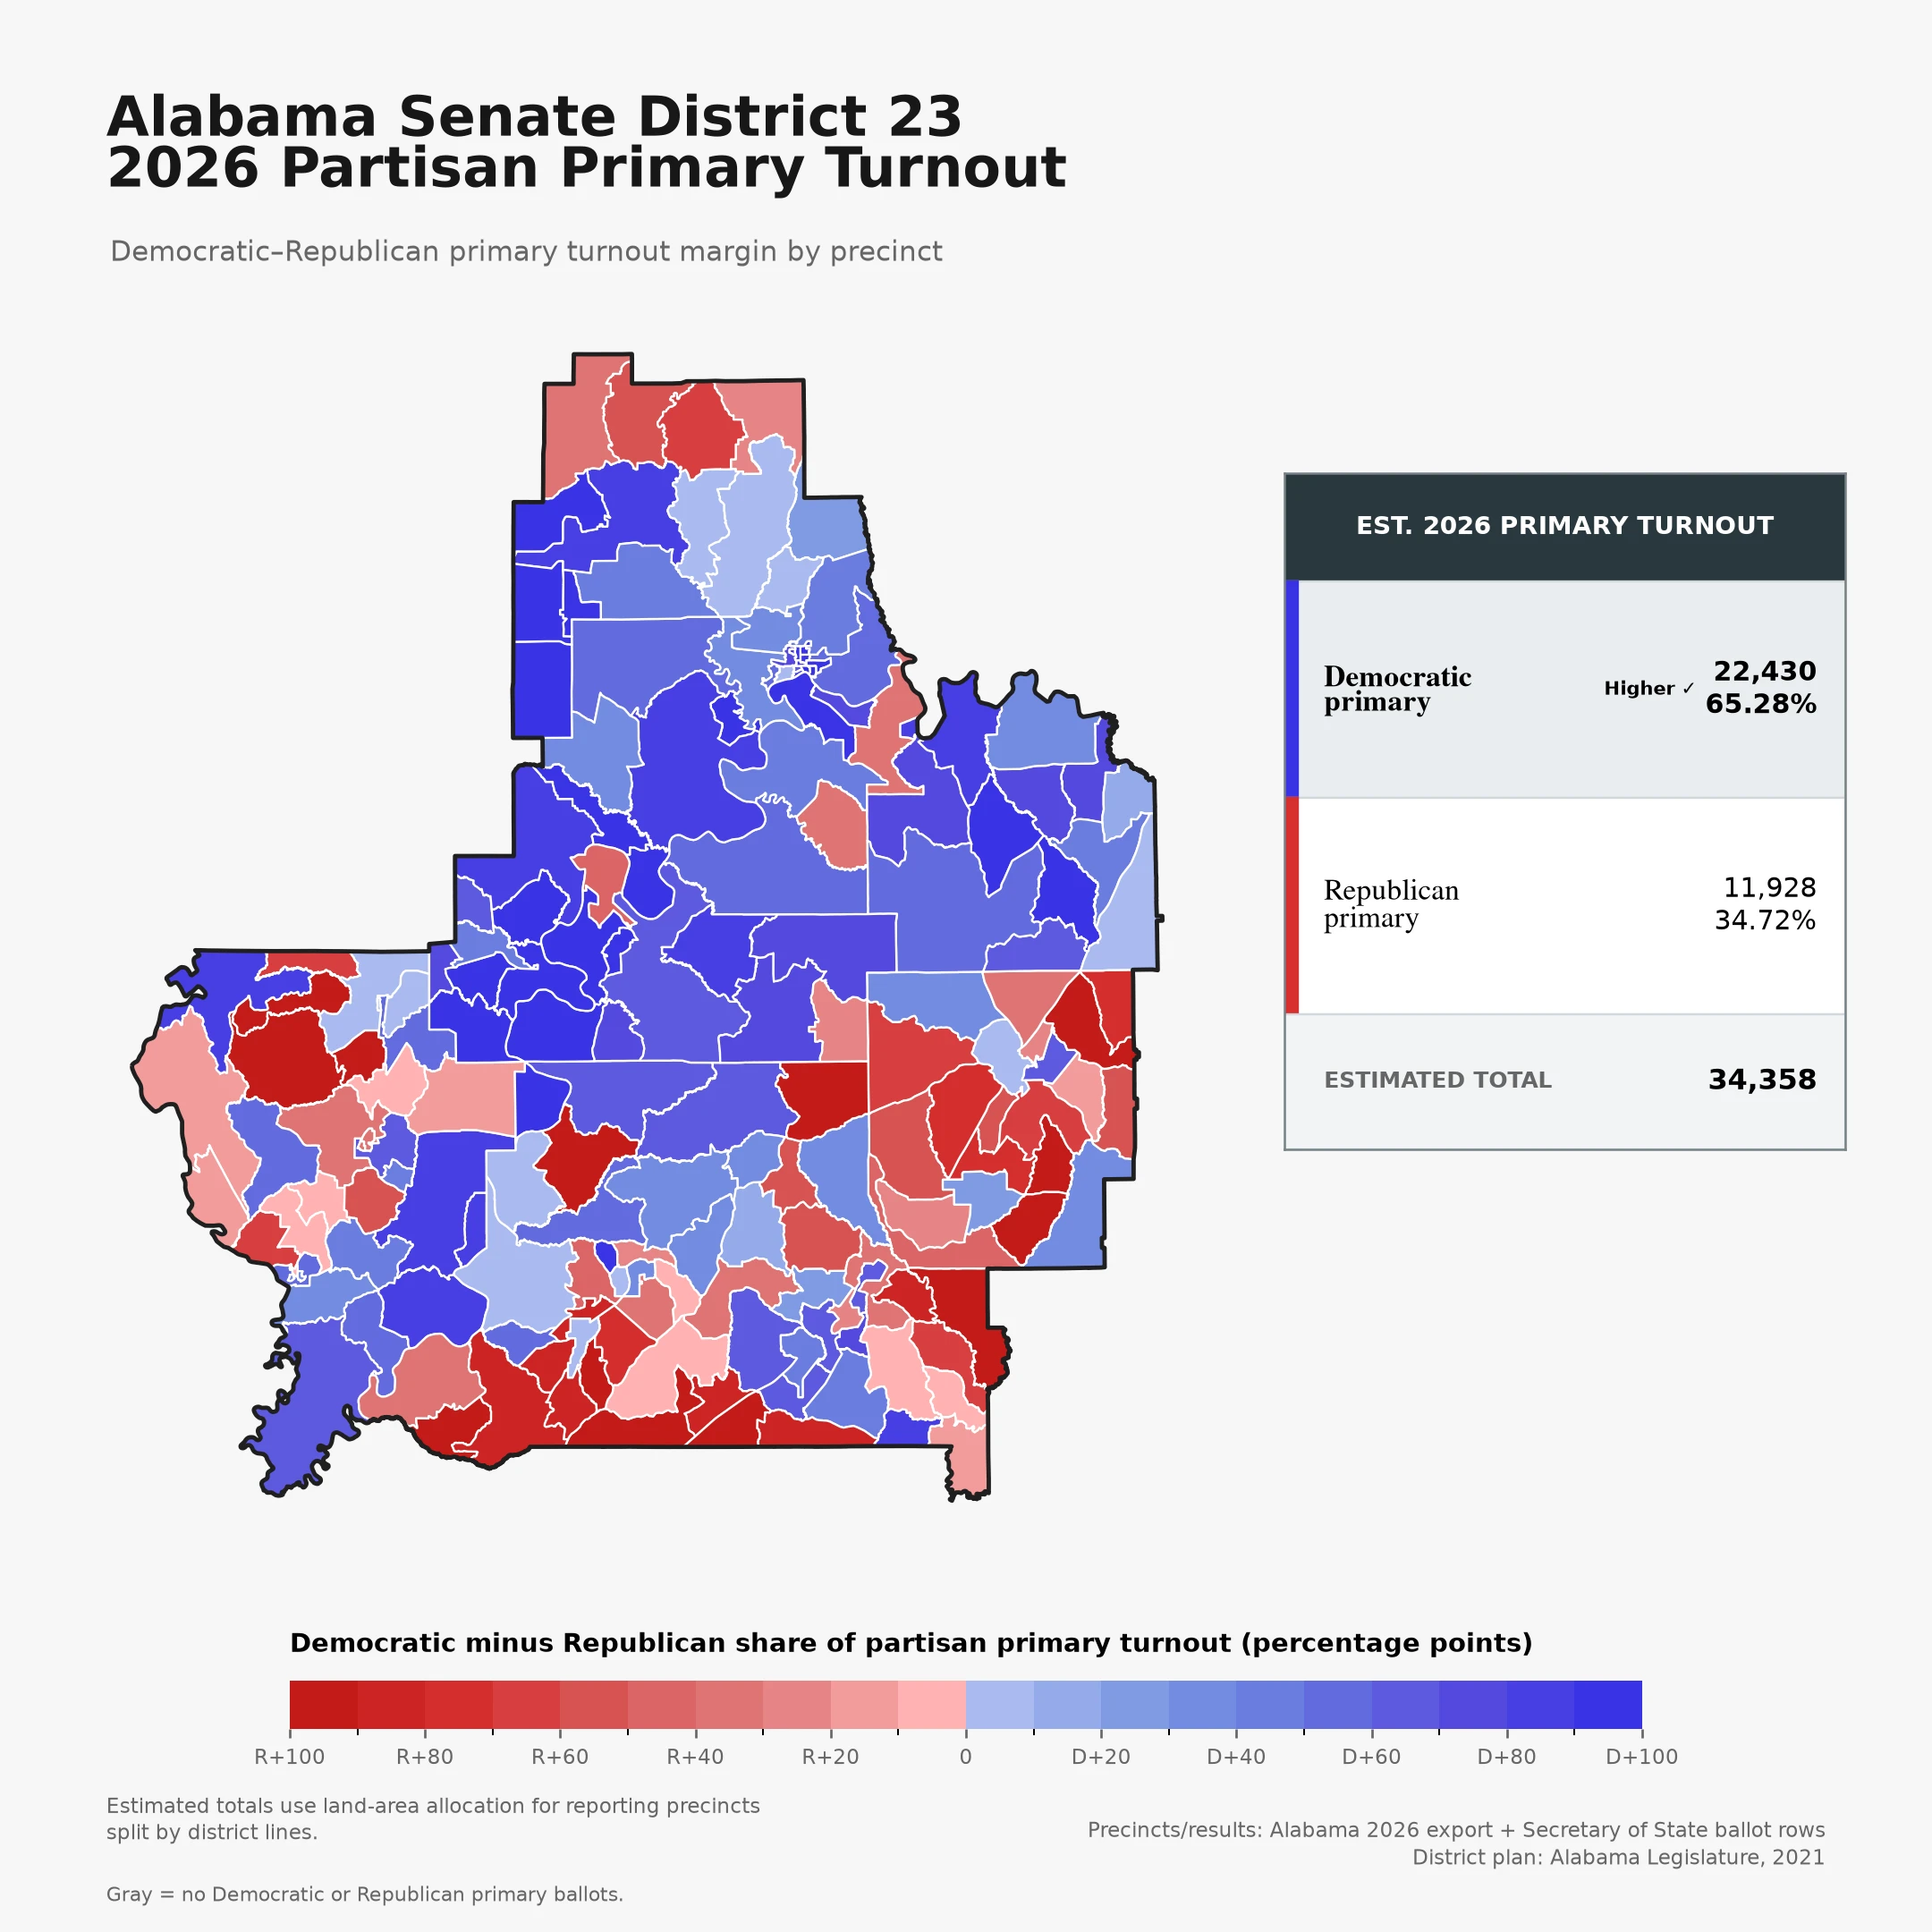 Alabama Senate District 23
2026 Partisan Primary Turnout
Democratic–Republican primary turnout margin by precinct
EST. 2026 PRIMARY TURNOUT
Democratic
primary
Higher ✓
22,430
65.28%
Republican
primary
11,928
34.72%
ESTIMATED TOTAL
34,358
Democratic minus Republican share of partisan primary turnout (percentage points)
R+100 R+80 R+60 R+40 R+20 0 D+20 D+40 D+60 D+80 D+100
Estimated totals use land-area allocation for reporting precincts
split by district lines.
Gray = no Democratic or Republican primary ballots.
Precincts/results: Alabama 2026 export + Secretary of State ballot rows
District plan: Alabama Legislature, 2021